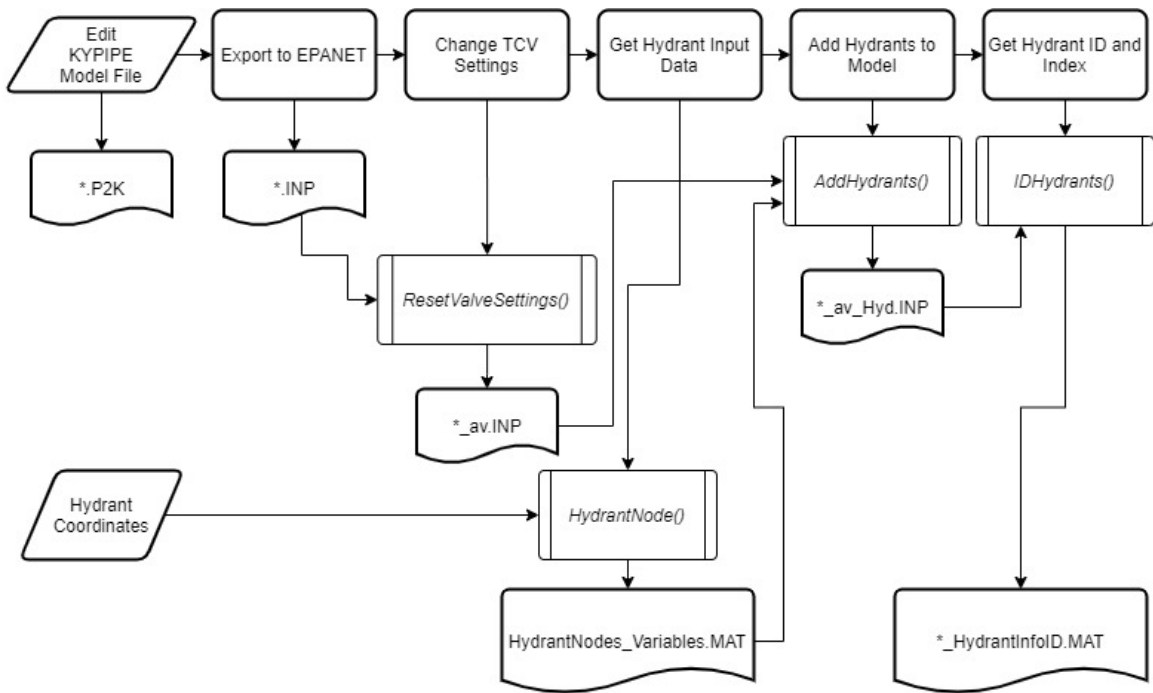 Edit
KYPIPE
Model File
Export to EPANET
Change TCV
Settings
Get Hydrant Input
Data
Add Hydrants to
Model
Get Hydrant ID and
Index
*.P2K
*.INP
AddHydrants()
IDHydrants()
ResetValveSettings()
*_av_Hyd.INP
*_av.INP
Hydrant
Coordinates
HydrantNode()
HydrantNodes_Variables.MAT
*_HydrantInfoID.MAT